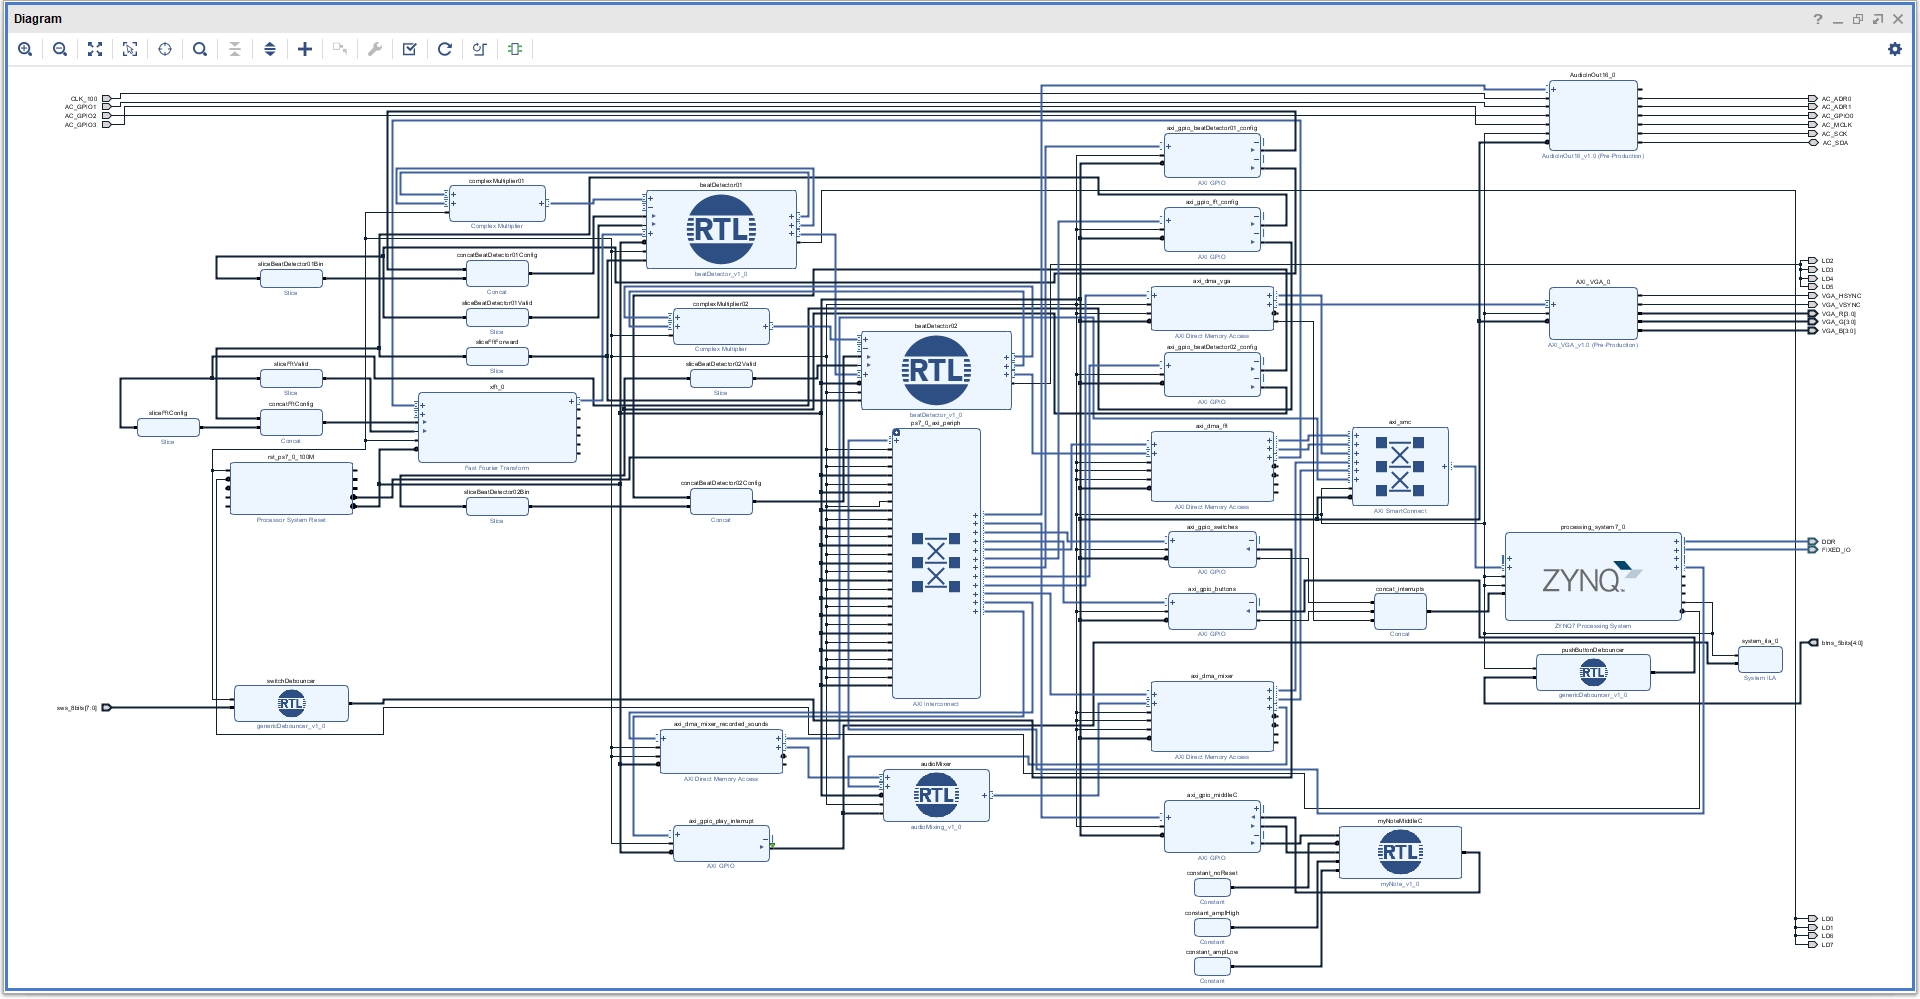 Diagram
CLK_100
AC_GPIO1
AC_GPIO2
AC_GPIO3
AudioInOut16_0
AudioInOut16_v1.0 (Pre-Production)
AC_ADR0
AC_ADR1
AC_GPIO0
AC_MCLK
AC_SCK
AC_SDA
axi_gpio_beatDetector01_config
AXI GPIO
complexMultiplier01
Complex Multiplier
beatDetector01
RTL
beatDetector_v1_0
axi_gpio_fft_config
AXI GPIO
sliceBeatDetector01Bin
Slice
concatBeatDetector01Config
Concat
sliceBeatDetector01Valid
Slice
sliceFftForward
Slice
complexMultiplier02
Complex Multiplier
axi_dma_vga
AXI Direct Memory Access
AXI_VGA_0
AXI_VGA_v1.0 (Pre-Production)
LD2
LD3
LD4
LD5
VGA_HSYNC
VGA_VSYNC
VGA_R[3:0]
VGA_G[3:0]
VGA_B[3:0]
beatDetector02
RTL
beatDetector_v1_0
axi_gpio_beatDetector02_config
AXI GPIO
sliceFftValid
Slice
sliceBeatDetector02Valid
Slice
xfft_0
Fast Fourier Transform
sliceFftConfig
Slice
concatFftConfig
Concat
ps7_0_axi_periph
AXI Interconnect
axi_dma_fft
AXI Direct Memory Access
axi_smc
AXI SmartConnect
rst_ps7_0_100M
Processor System Reset
sliceBeatDetector02Bin
Slice
concatBeatDetector02Config
Concat
axi_gpio_switches
AXI GPIO
processing_system7_0
ZYNQ
ZYNQ7 Processing System
DDR
FIXED_IO
axi_gpio_buttons
AXI GPIO
concat_interrupts
Concat
pushButtonDebouncer
RTL
genericDebouncer_v1_0
system_ila_0
System ILA
btns_5bits[4:0]
sws_8bits[7:0]
switchDebouncer
RTL
genericDebouncer_v1_0
axi_dma_mixer
AXI Direct Memory Access
axi_dma_mixer_recorded_sounds
AXI Direct Memory Access
audioMixer
RTL
audioMixing_v1_0
axi_gpio_play_interrupt
AXI GPIO
axi_gpio_middleC
AXI GPIO
myNoteMiddleC
RTL
myNote_v1_0
constant_noReset
Constant
constant_amplHigh
Constant
constant_amplLow
Constant
LD0
LD1
LD6
LD7